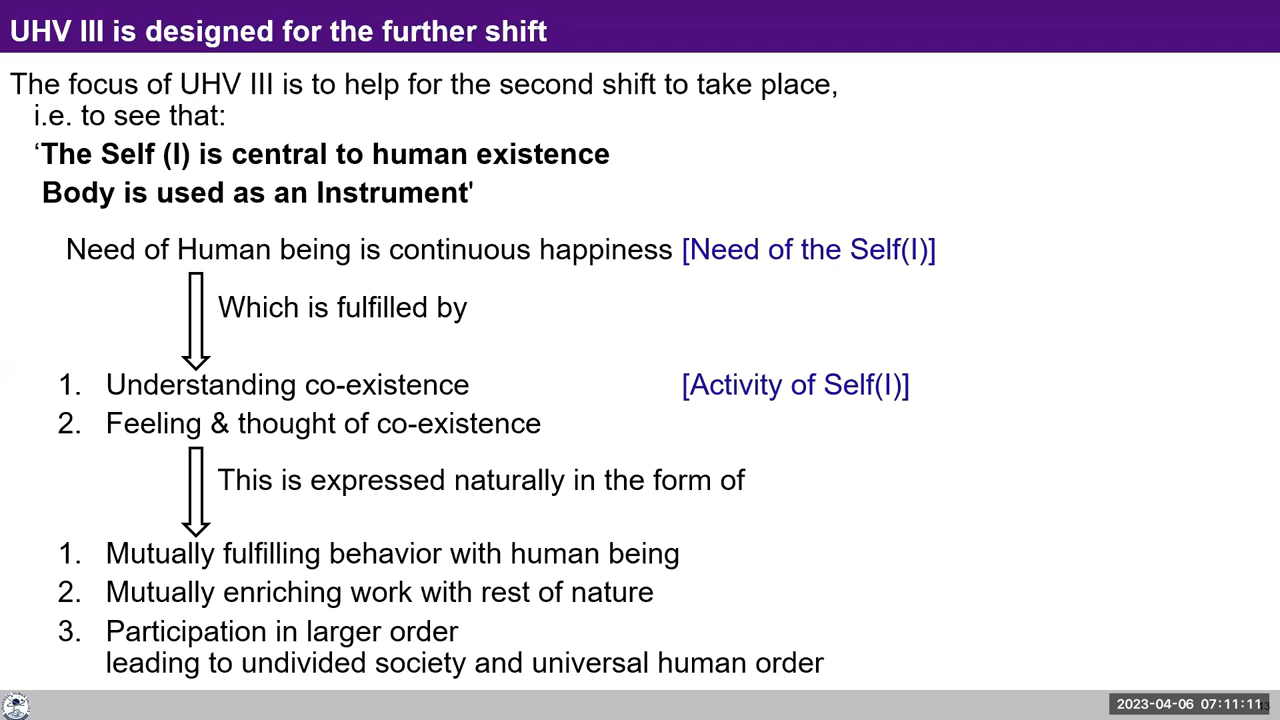 UHV III is designed for the further shift
The focus of UHV III is to help for the second shift to take place,
i.e. to see that:
‘The Self (I) is central to human existence
Body is used as an Instrument'
Need of Human being is continuous happiness [Need of the Self(I)]
Which is fulfilled by
1. Understanding co-existence [Activity of Self(I)]
2. Feeling & thought of co-existence
This is expressed naturally in the form of
1. Mutually fulfilling behavior with human being
2. Mutually enriching work with rest of nature
3. Participation in larger order
leading to undivided society and universal human order
2023-04-06 07:11:11